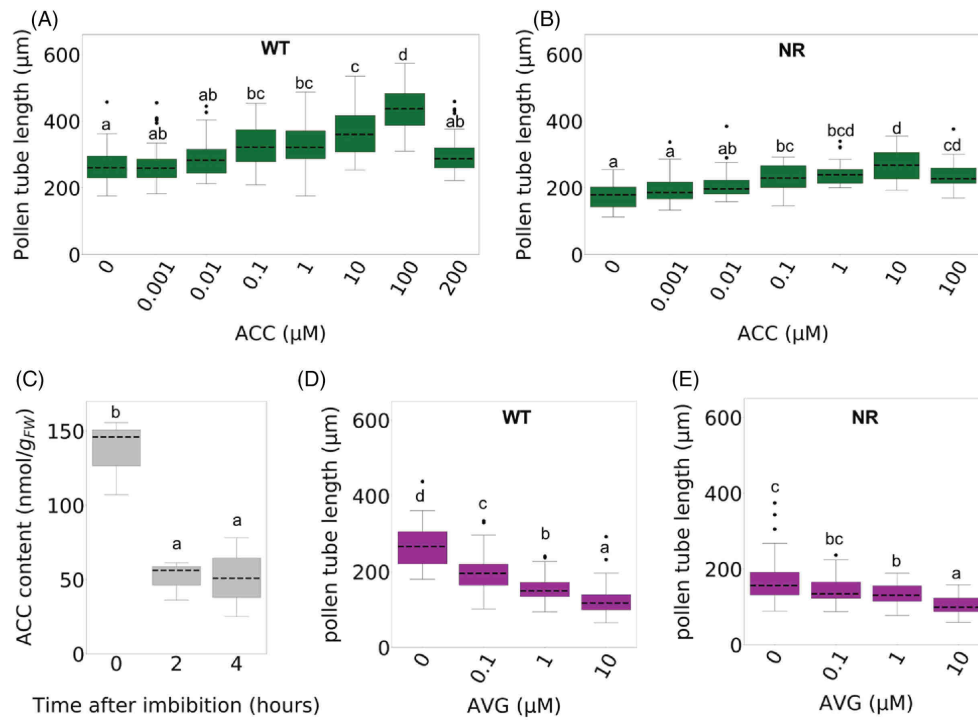 (A)
WT
Pollen tube length (µm)
600
400
200
0
a
ab
ab
bc
bc
c
d
ab
0
0.001
0.01
0.1
1
10
100
200
ACC (µM)
(B)
NR
Pollen tube length (µm)
600
400
200
0
a
a
ab
bc
bcd
d
cd
0
0.001
0.01
0.1
1
10
100
ACC (µM)
(C)
ACC content (nmol/gFW)
150
100
50
0
b
a
a
0
2
4
Time after imbibition (hours)
(D)
WT
pollen tube length (µm)
600
400
200
0
d
c
b
a
0
0.1
1
10
AVG (µM)
(E)
NR
pollen tube length (µm)
600
400
200
0
c
bc
b
a
0
0.1
1
10
AVG (µM)